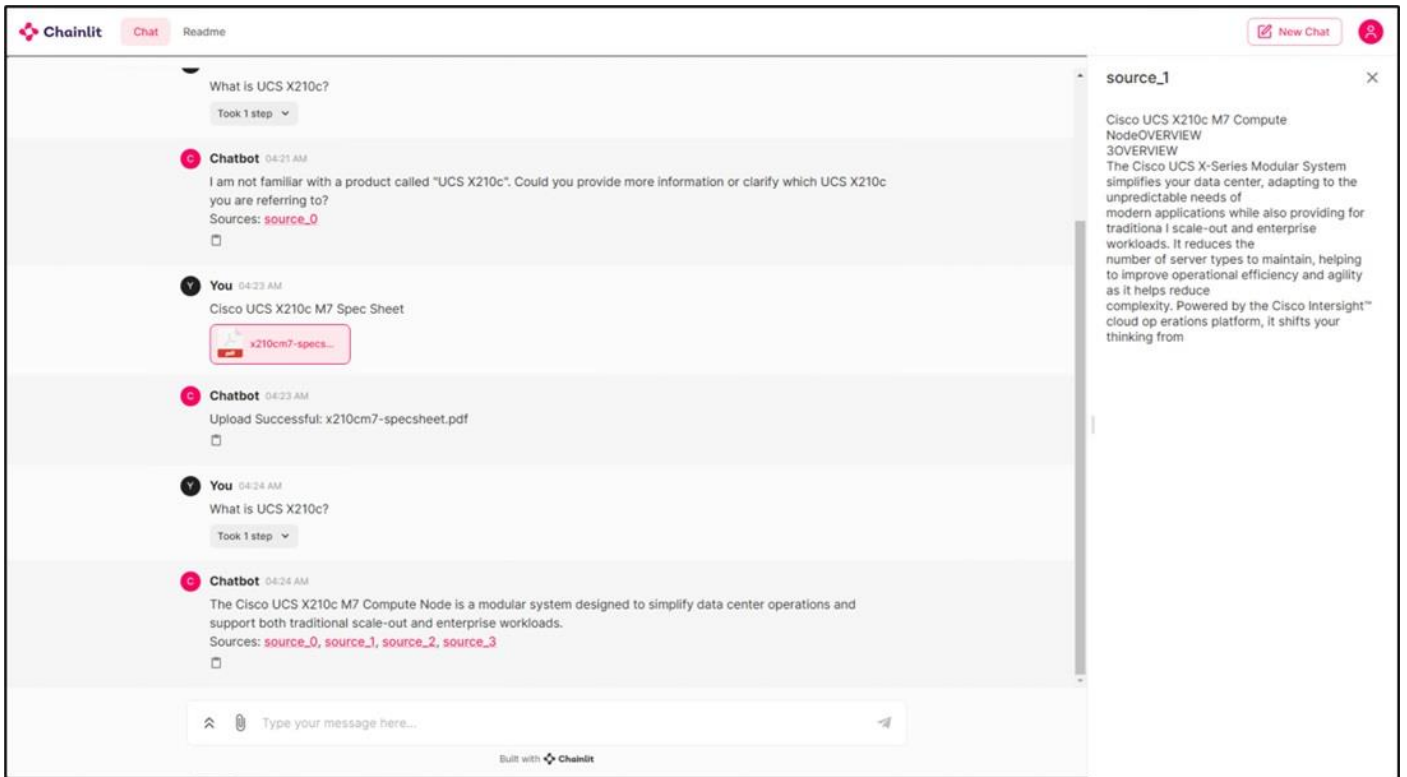 Chainlit
Chat
Readme
New Chat
What is UCS X210c?
Took 1 step
C
Chatbot 04:21 AM
I am not familiar with a product called "UCS X210c". Could you provide more information or clarify which UCS X210c
you are referring to?
Sources: source_0
Y
You 04:23 AM
Cisco UCS X210c M7 Spec Sheet
pdf
x210cm7-specs...
C
Chatbot 04:23 AM
Upload Successful: x210cm7-specsheet.pdf
Y
You 04:24 AM
What is UCS X210c?
Took 1 step
C
Chatbot 04:24 AM
The Cisco UCS X210c M7 Compute Node is a modular system designed to simplify data center operations and
support both traditional scale-out and enterprise workloads.
Sources: source_0, source_1, source_2, source_3
Type your message here...
Built with Chainlit
source_1
Cisco UCS X210c M7 Compute
NodeOVERVIEW
3OVERVIEW
The Cisco UCS X-Series Modular System
simplifies your data center, adapting to the
unpredictable needs of
modern applications while also providing for
traditiona l scale-out and enterprise
workloads. It reduces the
number of server types to maintain, helping
to improve operational efficiency and agility
as it helps reduce
complexity. Powered by the Cisco Intersight™
cloud op erations platform, it shifts your
thinking from